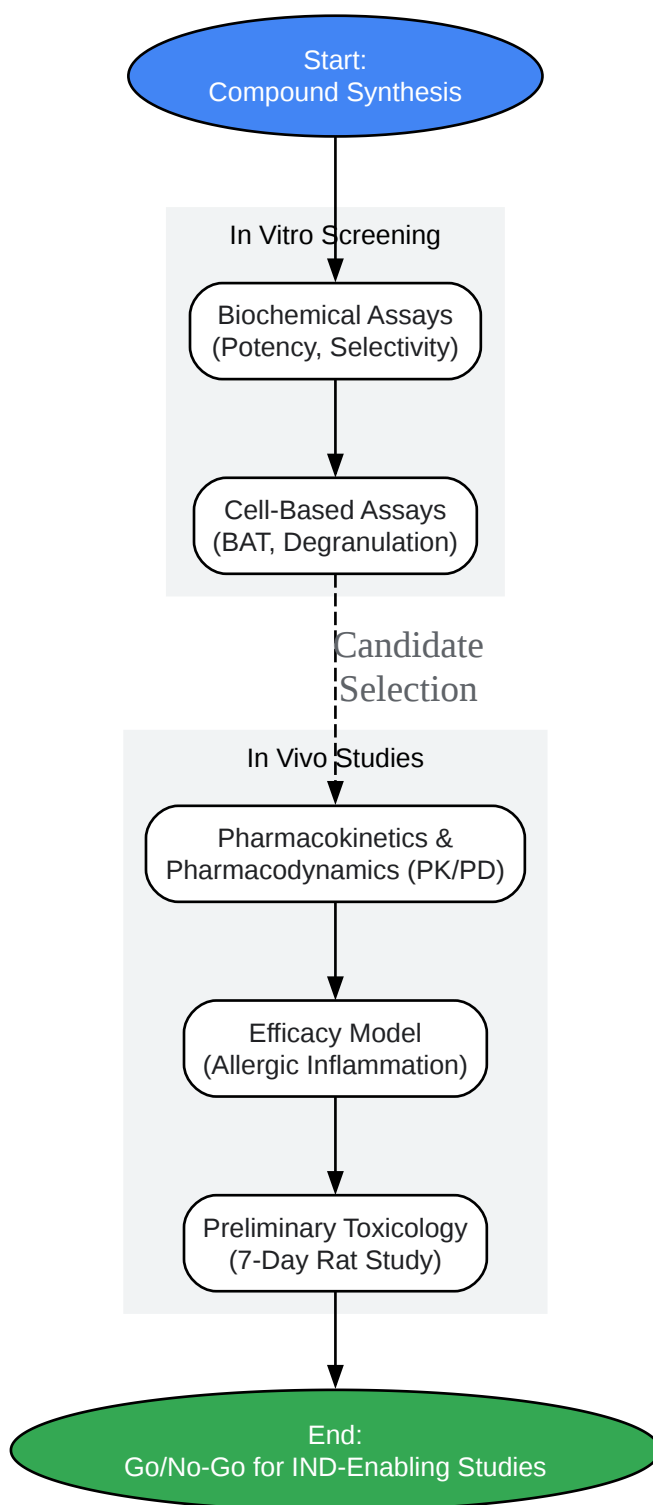 Start:
Compound Synthesis
In Vitro Screening
Biochemical Assays
(Potency, Selectivity)
Cell-Based Assays
(BAT, Degranulation)
Candidate
Selection
In Vivo Studies
Pharmacokinetics &
Pharmacodynamics (PK/PD)
Efficacy Model
(Allergic Inflammation)
Preliminary Toxicology
(7-Day Rat Study)
End:
Go/No-Go for IND-Enabling Studies